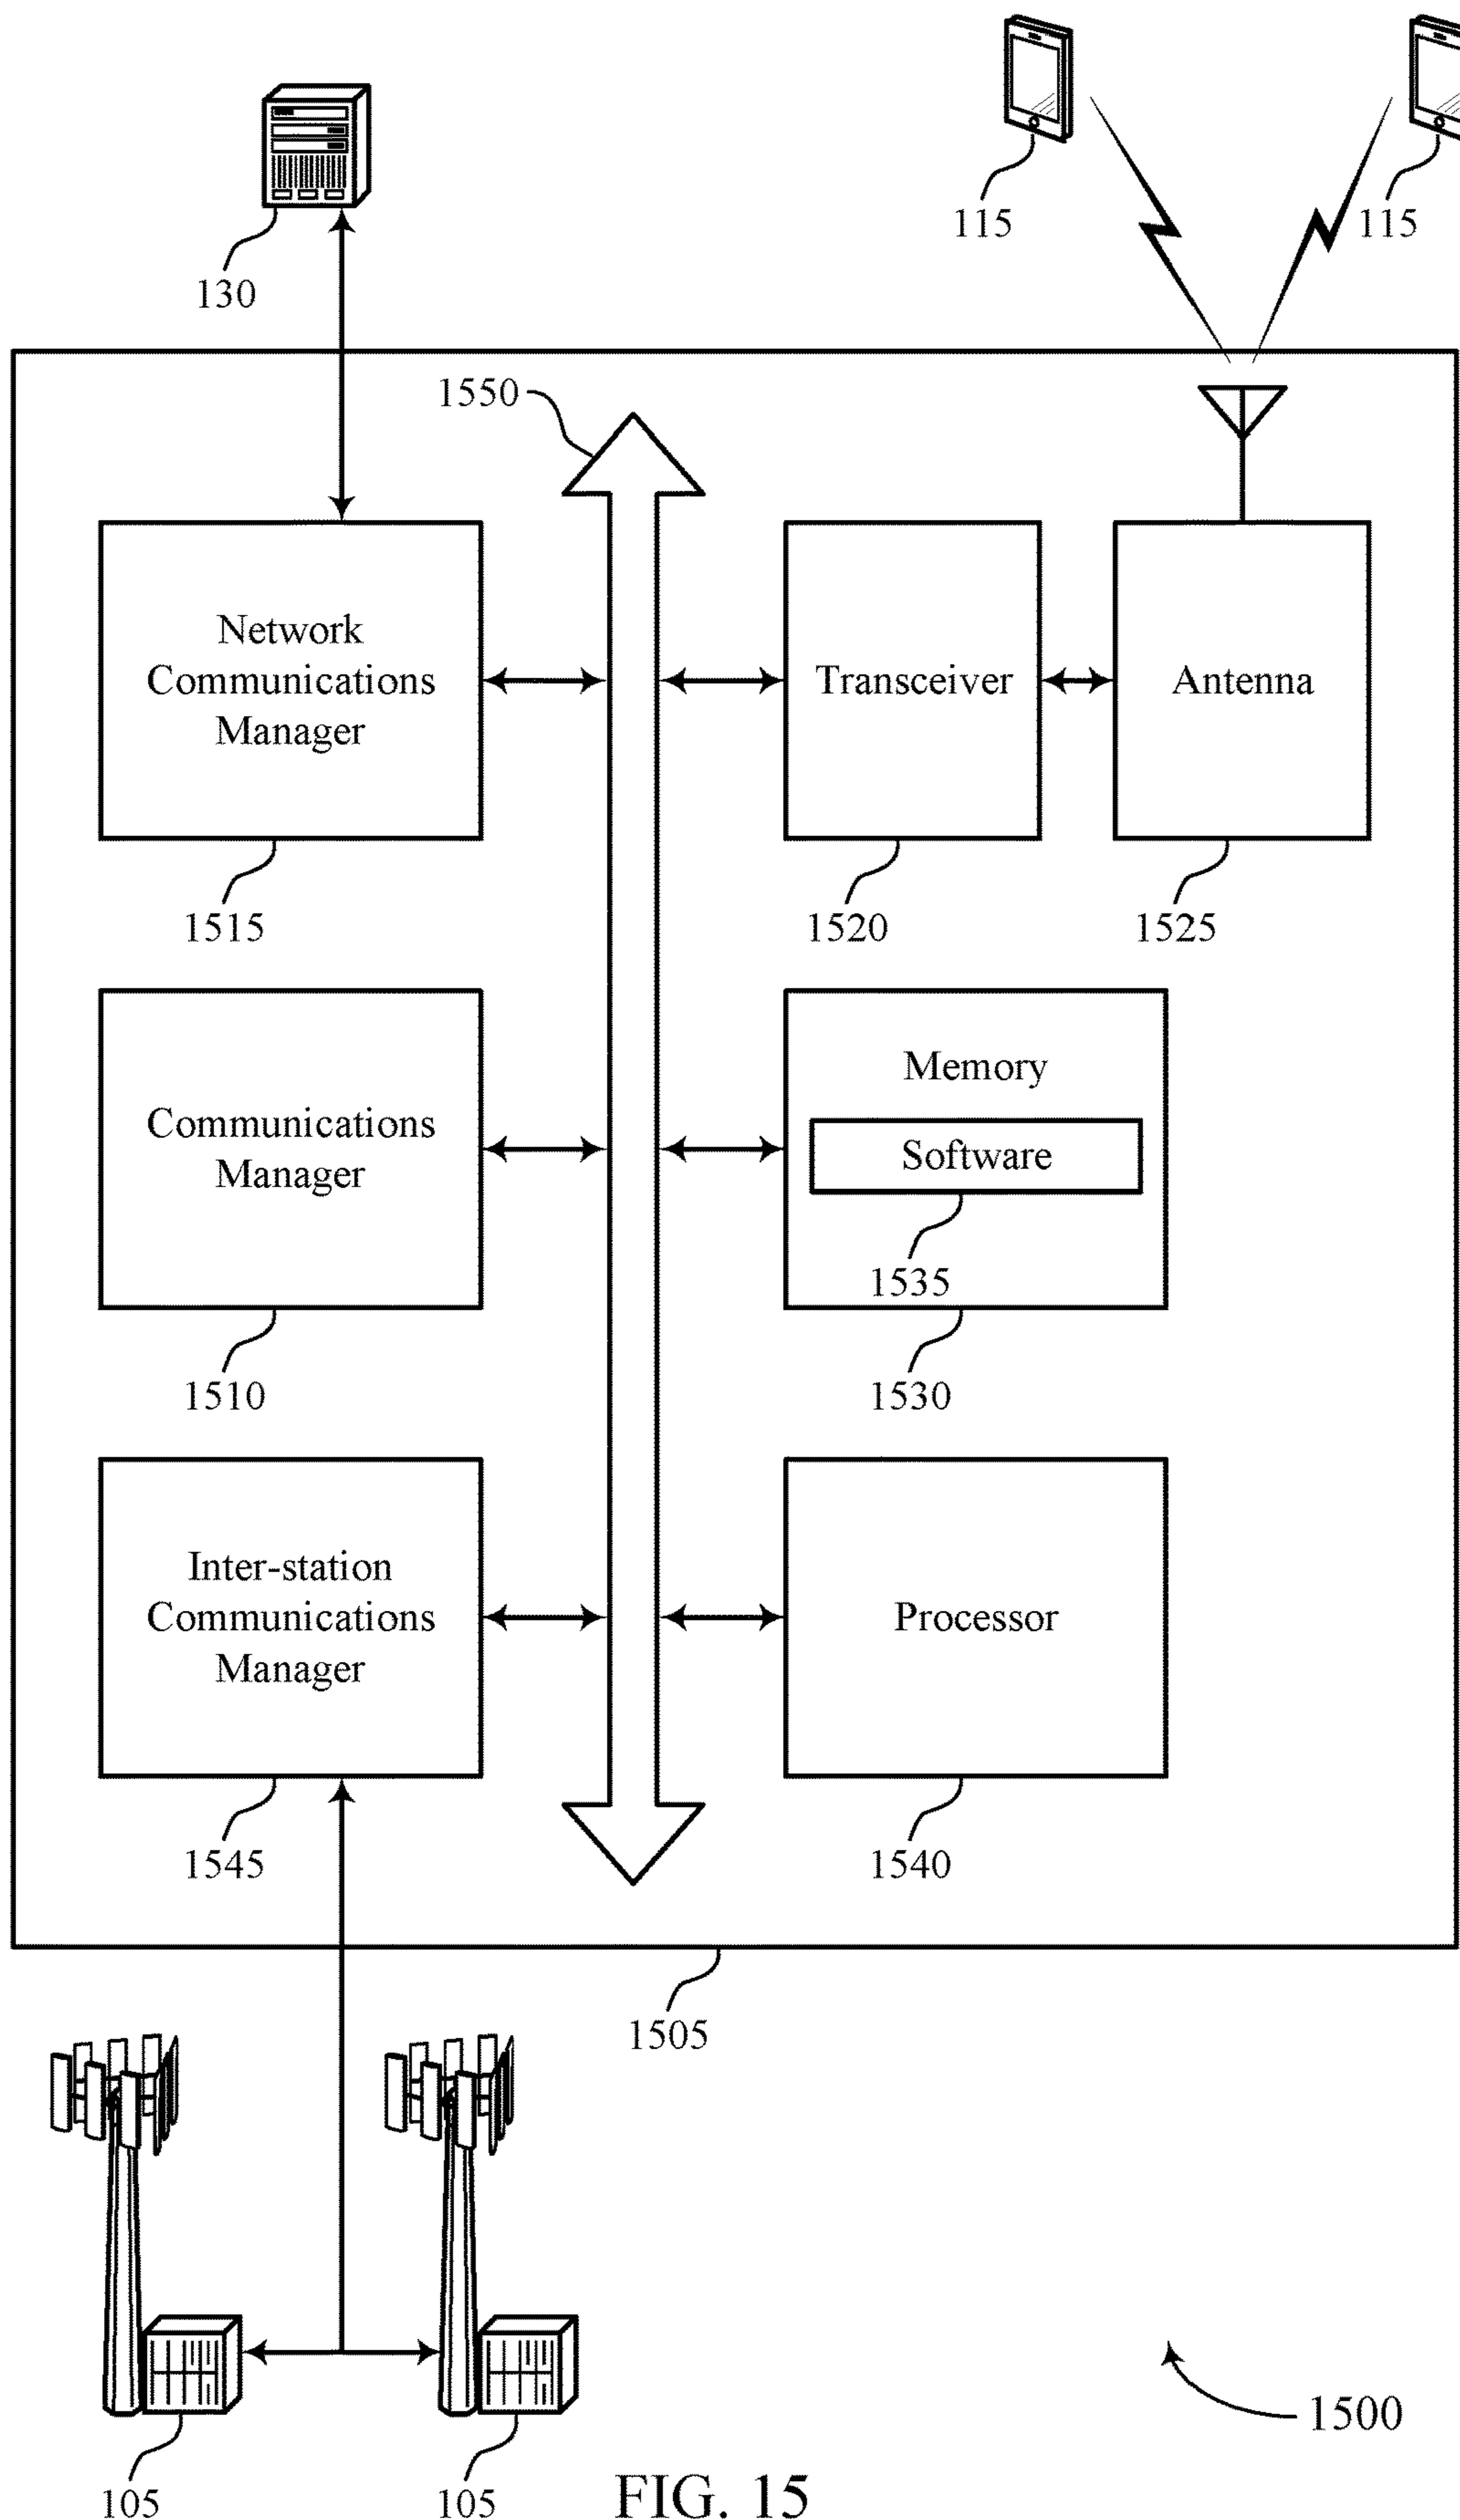 115
115
130
1550
Network
Communications
Manager
Transceiver
Antenna
1515
1520
1525
Communications
Manager
Memory
Software
1535
1510
1530
Inter-station
Communications
Manager
Processor
1545
1540
1505
1500
105
105
FIG. 15